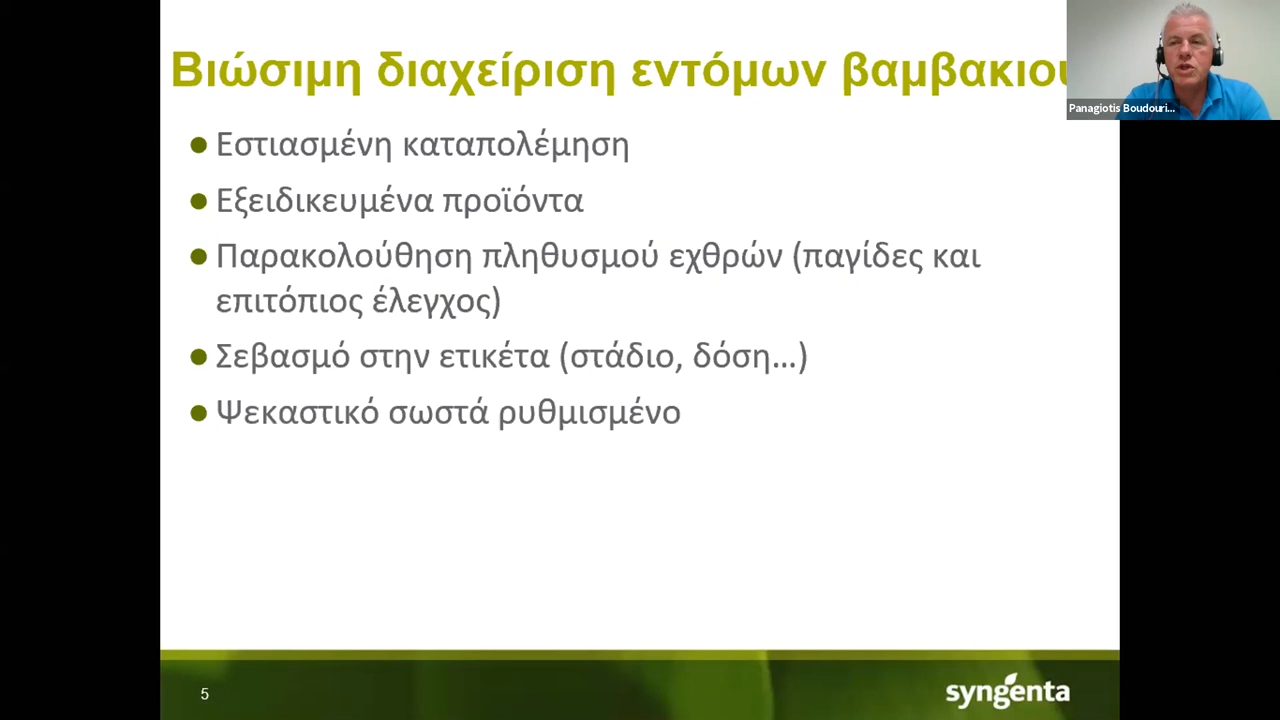 Βιώσιμη διαχείριση εντόμων βαμβακιού
Panagiotis Boudouri...
● Εστιασμένη καταπολέμηση
● Εξειδικευμένα προϊόντα
● Παρακολούθηση πληθυσμού εχθρών (παγίδες και
επιτόπιος έλεγχος)
● Σεβασμό στην ετικέτα (στάδιο, δόση...)
● Ψεκαστικό σωστά ρυθμισμένο
5
syngenta